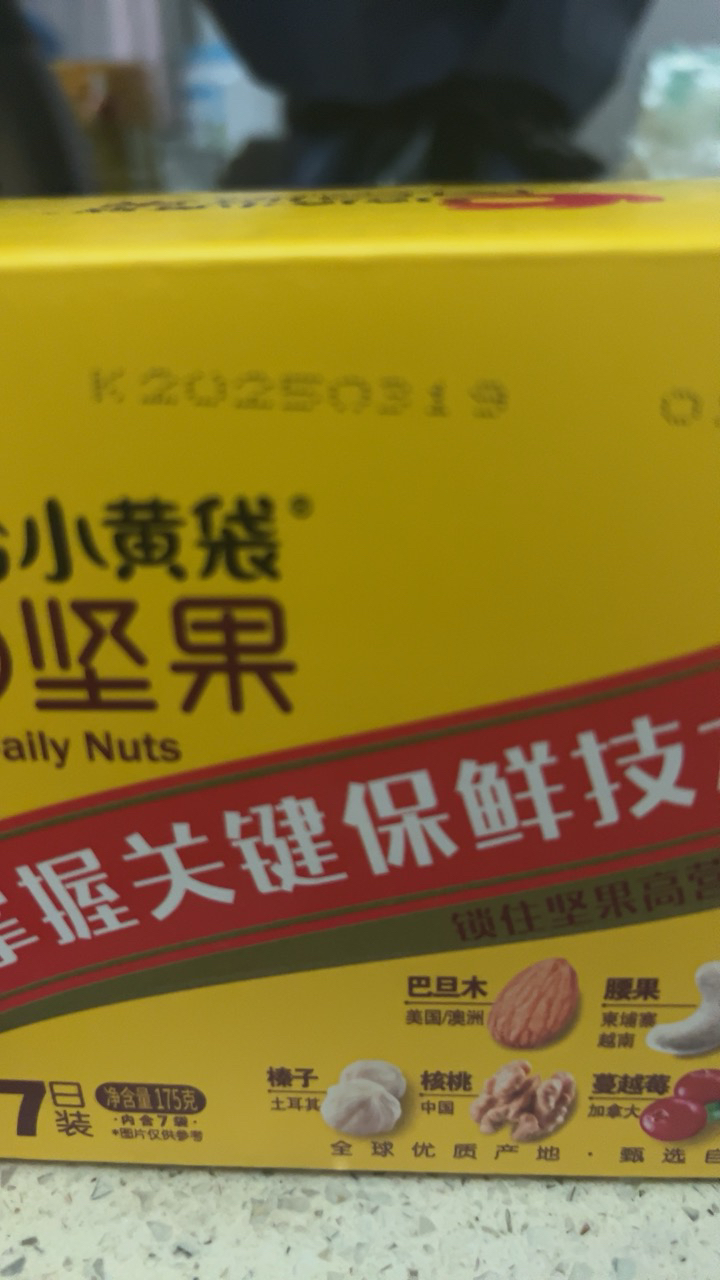 K20250319
小黄袋®
坚果
aily Nuts
掌握关键保鲜技
锁住坚果高营
巴旦木
美国/澳洲
腰果
柬埔寨
越南
榛子
土耳其
核桃
中国
蔓越莓
加拿大
7日装
净含量175克
·内含7袋·
*图片仅供参考
全球优质产地·甄选自